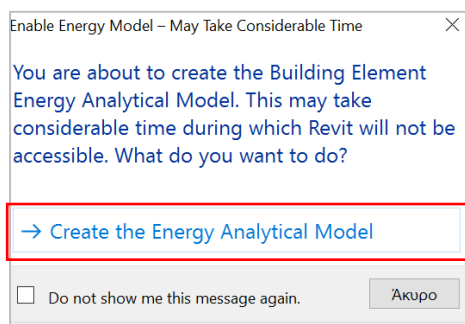 Enable Energy Model – May Take Considerable Time
You are about to create the Building Element
Energy Analytical Model. This may take
considerable time during which Revit will not be
accessible. What do you want to do?
→ Create the Energy Analytical Model
Do not show me this message again.
Άκυρο